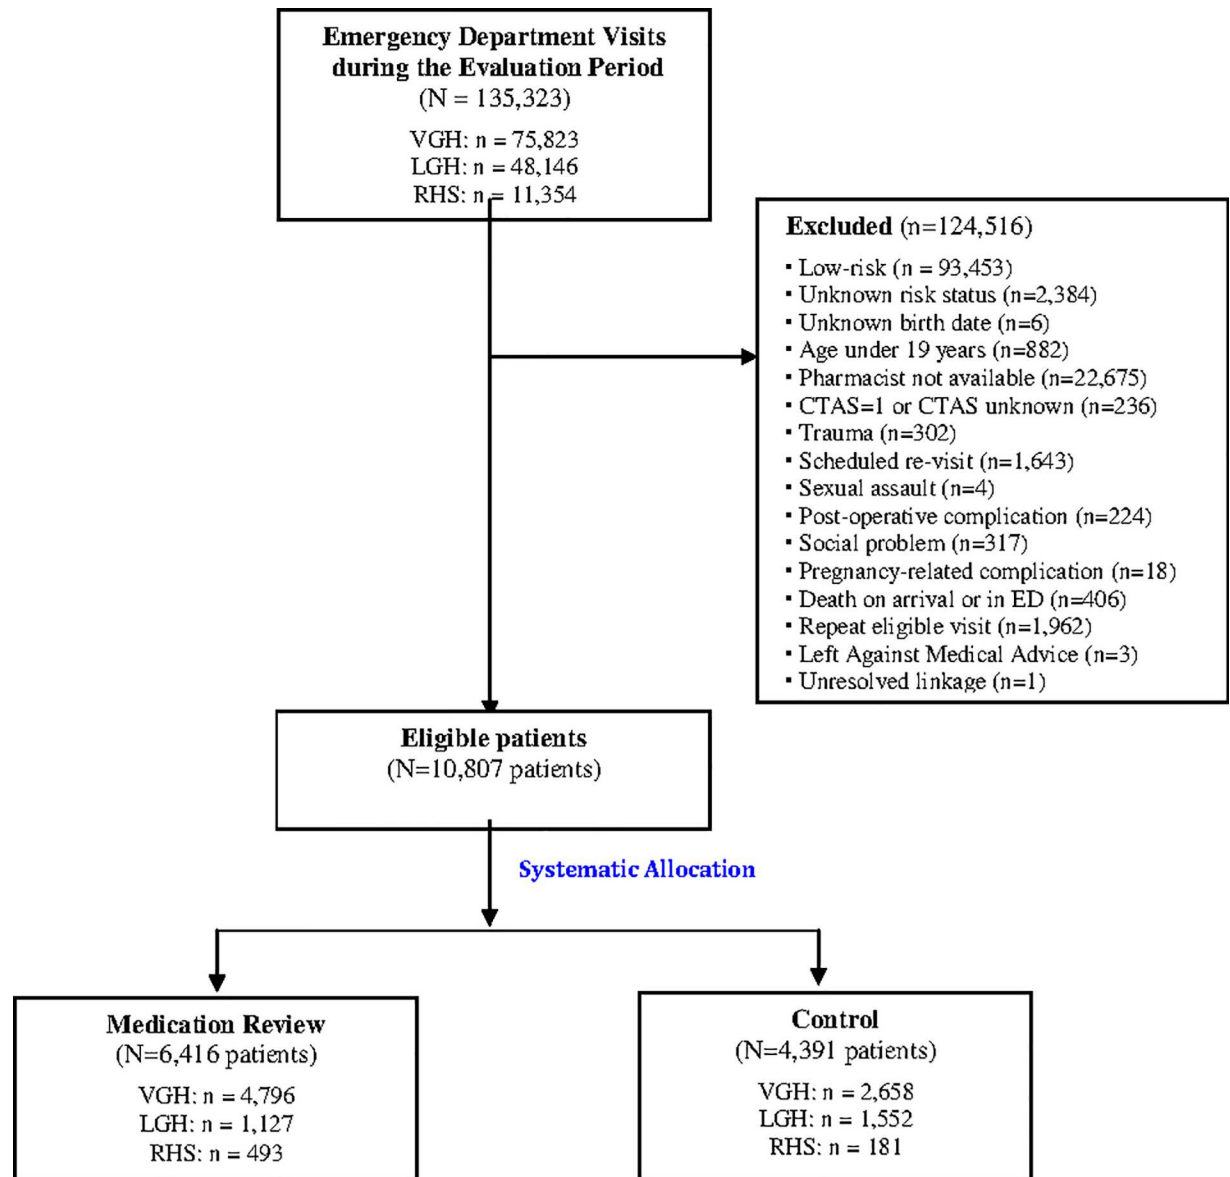 Emergency Department Visits
during the Evaluation Period
(N = 135,323)
VGH: n = 75,823
LGH: n = 48,146
RHS: n = 11,354
Excluded (n=124,516)
▪ Low-risk (n = 93,453)
▪ Unknown risk status (n=2,384)
▪ Unknown birth date (n=6)
▪ Age under 19 years (n=882)
▪ Pharmacist not available (n=22,675)
▪ CTAS=1 or CTAS unknown (n=236)
▪ Trauma (n=302)
▪ Scheduled re-visit (n=1,643)
▪ Sexual assault (n=4)
▪ Post-operative complication (n=224)
▪ Social problem (n=317)
▪ Pregnancy-related complication (n=18)
▪ Death on arrival or in ED (n=406)
▪ Repeat eligible visit (n=1,962)
▪ Left Against Medical Advice (n=3)
▪ Unresolved linkage (n=1)
Eligible patients
(N=10,807 patients)
Systematic Allocation
Medication Review
(N=6,416 patients)
VGH: n = 4,796
LGH: n = 1,127
RHS: n = 493
Control
(N=4,391 patients)
VGH: n = 2,658
LGH: n = 1,552
RHS: n = 181